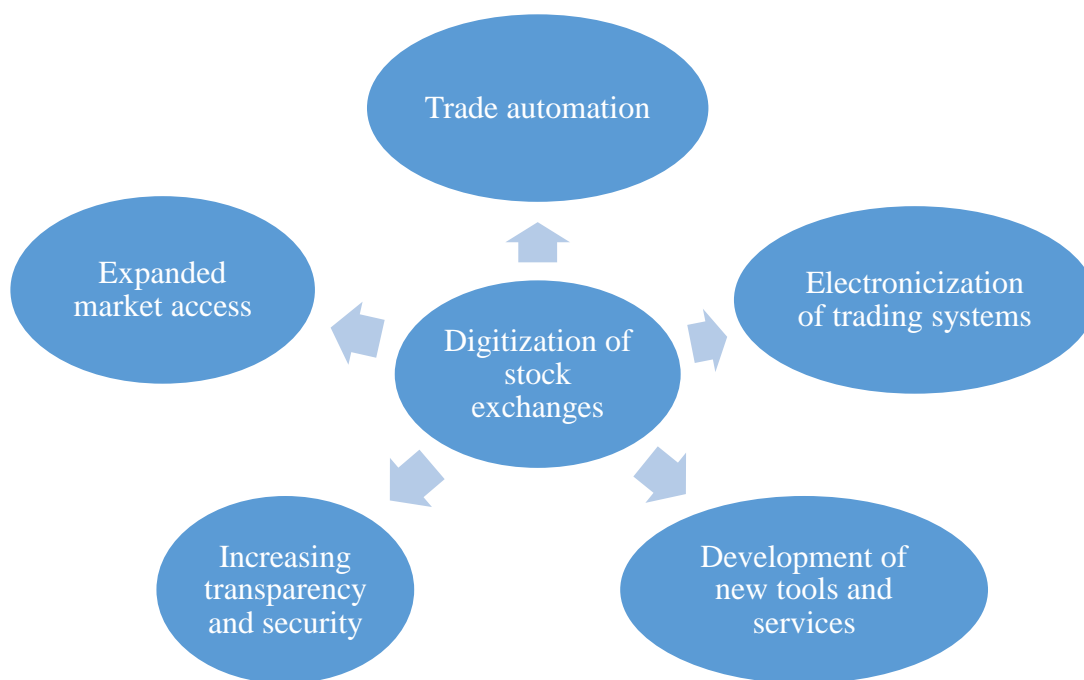 Trade automation
Expanded
market access
Electronicization
of trading systems
Digitization of
stock
exchanges
Increasing
transparency
and security
Development of
new tools and
services